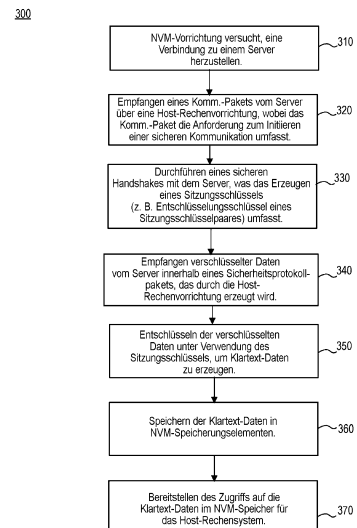 300
NVM-Vorrichtung versucht, eine
Verbindung zu einem Server
herzustellen.
310
Empfangen eines Komm.-Pakets vom Server
über eine Host-Rechenvorrichtung, wobei das
Komm.-Paket die Anforderung zum Initiieren
einer sicheren Kommunikation umfasst.
320
Durchführen eines sicheren
Handshakes mit dem Server, was das Erzeugen
eines Sitzungsschlüssels
(z. B. Entschlüsselungsschlüssel eines
Sitzungsschlüsselpaares) umfasst.
330
Empfangen verschlüsselter Daten
vom Server innerhalb eines Sicherheitsprotokoll-
pakets, das durch die Host-
Rechenvorrichtung erzeugt wird.
340
Entschlüsseln der verschlüsselten
Daten unter Verwendung des
Sitzungsschlüssels, um Klartext-Daten
zu erzeugen.
350
Speichern der Klartext-Daten in
NVM-Speicherungselementen.
360
Bereitstellen des Zugriffs auf die
Klartext-Daten im NVM-Speicher für
das Host-Rechensystem.
370